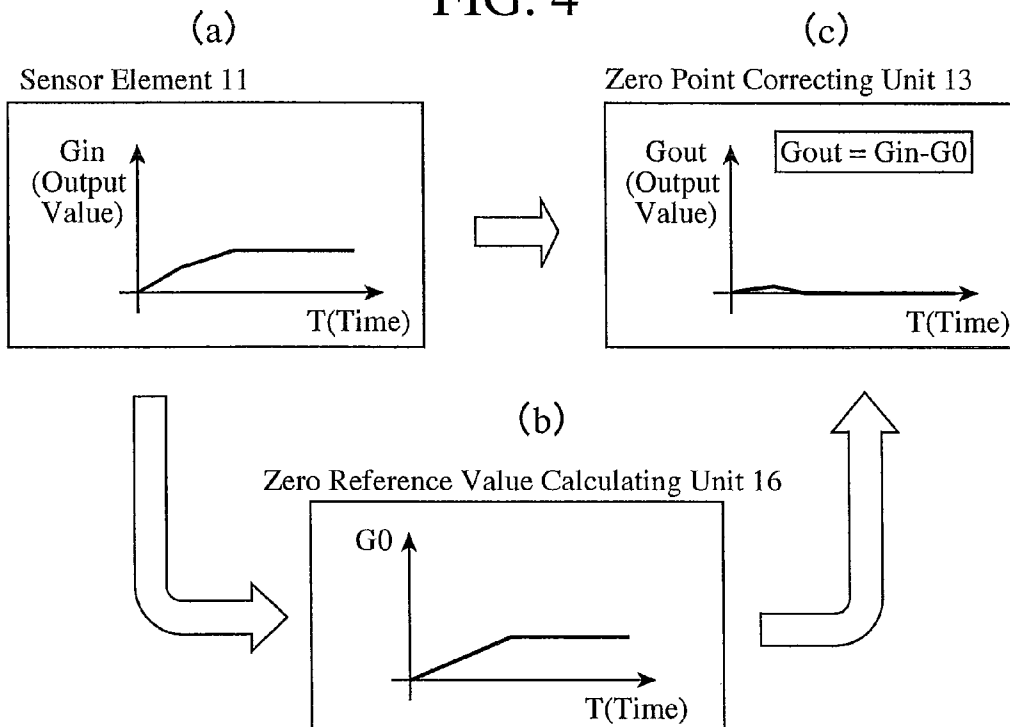 FIG. 4
(a)
Sensor Element 11
Gin
(Output
Value)
T(Time)
(c)
Zero Point Correcting Unit 13
Gout
(Output
Value)
Gout = Gin-G0
T(Time)
(b)
Zero Reference Value Calculating Unit 16
G0
T(Time)